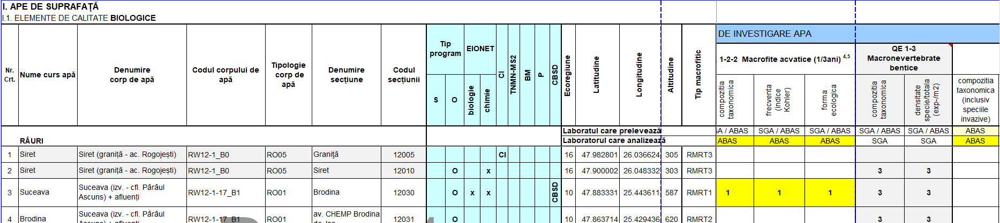 I. APE DE SUPRAFAȚĂ
I.1. ELEMENTE DE CALITATE BIOLOGICE
Nr. Crt.
Nume curs apă
Denumire corp de apă
Codul corpului de apă
Tipologie corp de apă
Denumire secțiune
Codul secțiunii
Tip program
S
O
EIONET
biologie
chimie
CI
TNMN-MS2
BM
P
CBSD
Ecoregiune
Latitudine
Longitudine
Altitudine
Tip macrofitic
DE INVESTIGARE APA
1-2-2 Macrofite acvatice (1/3ani) 4,5
compozitia taxonomica
frecventa (indice Kohler)
forma ecologica
QE 1-3 Macronevertebrate bentice
compozitia taxonomica
densitate specie/totala (exp-/m2)
compozitia taxonomica (inclusiv speciile invazive)
Laboratul care prelevează GA / ABAS SGA / ABAS SGA / ABAS SGA / ABAS SGA / ABAS ABAS
RÂURI Laboratorul care analizează ABAS ABAS ABAS SGA SGA ABAS
1 Siret Siret (graniță - ac. Rogojești) RW12-1_B0 RO05 Graniță 12005 CI 16 47.982801 26.036624 305 RMRT3
2 Siret Siret (graniță - ac. Rogojești) RW12-1_B0 RO05 Siret 12010 O x 16 47.900002 26.048332 303 RMRT3 3 3
3 Suceava Suceava (izv. - cfl. Pârâul Ascuns) + afluenți RW12-1-17_B1 RO01 Brodina 12030 O x x CBSD 10 47.883331 25.443611 587 RMRT1 1 1 1 3 3
4 Brodina Suceava (izv. - cfl. Pârâul Ascuns) + afluenți RW12-1-17_B1 RO01 av. CHEMP Brodina de Jos 12031 O 10 47.863714 25.429436 620 RMRT2 3 3